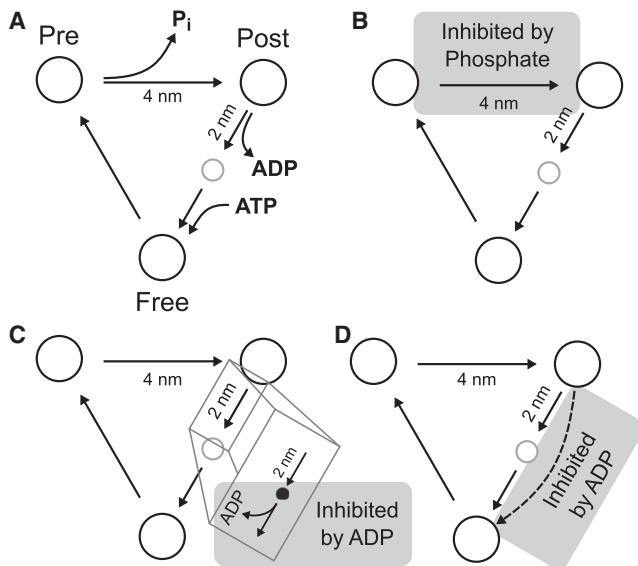 A
Pi
Pre
Post
4 nm
2 nm
ADP
ATP
Free
B
Inhibited by
Phosphate
4 nm
2 nm
C
4 nm
2 nm
2 nm
ADP
Inhibited
by ADP
D
4 nm
2 nm
Inhibited
by ADP